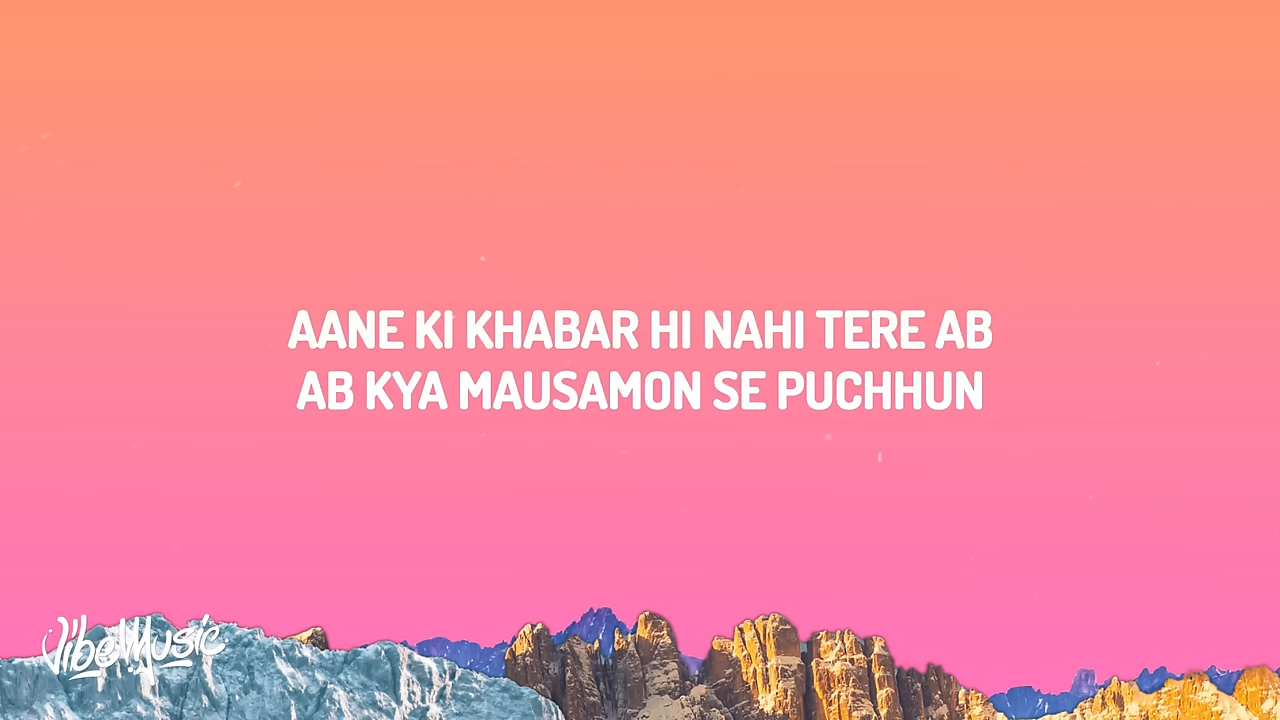 AANE KI KHABAR HI NAHI TERE AB
AB KYA MAUSAMON SE PUCHHUN
VibeMusic